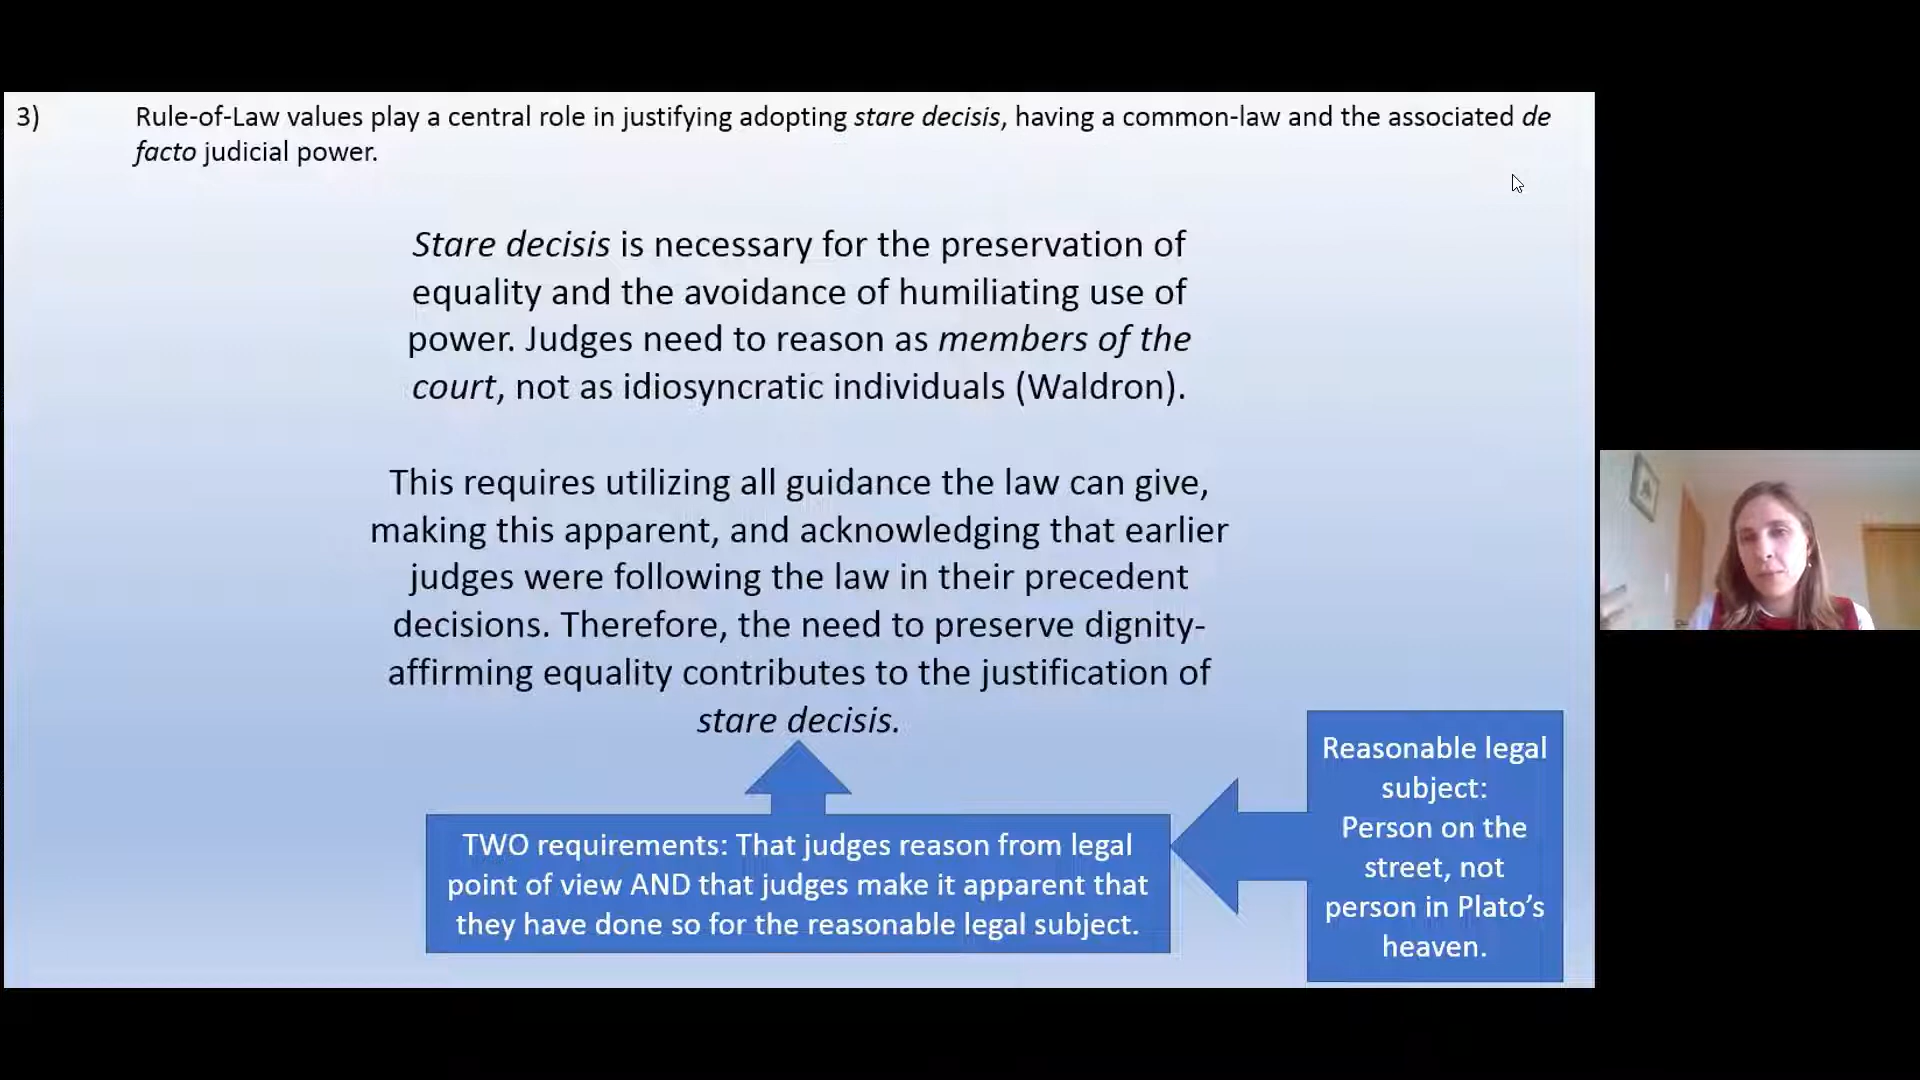 3) Rule-of-Law values play a central role in justifying adopting stare decisis, having a common-law and the associated de
facto judicial power.
Stare decisis is necessary for the preservation of
equality and the avoidance of humiliating use of
power. Judges need to reason as members of the
court, not as idiosyncratic individuals (Waldron).
This requires utilizing all guidance the law can give,
making this apparent, and acknowledging that earlier
judges were following the law in their precedent
decisions. Therefore, the need to preserve dignity-
affirming equality contributes to the justification of
stare decisis.
TWO requirements: That judges reason from legal
point of view AND that judges make it apparent that
they have done so for the reasonable legal subject.
Reasonable legal
subject:
Person on the
street, not
person in Plato’s
heaven.